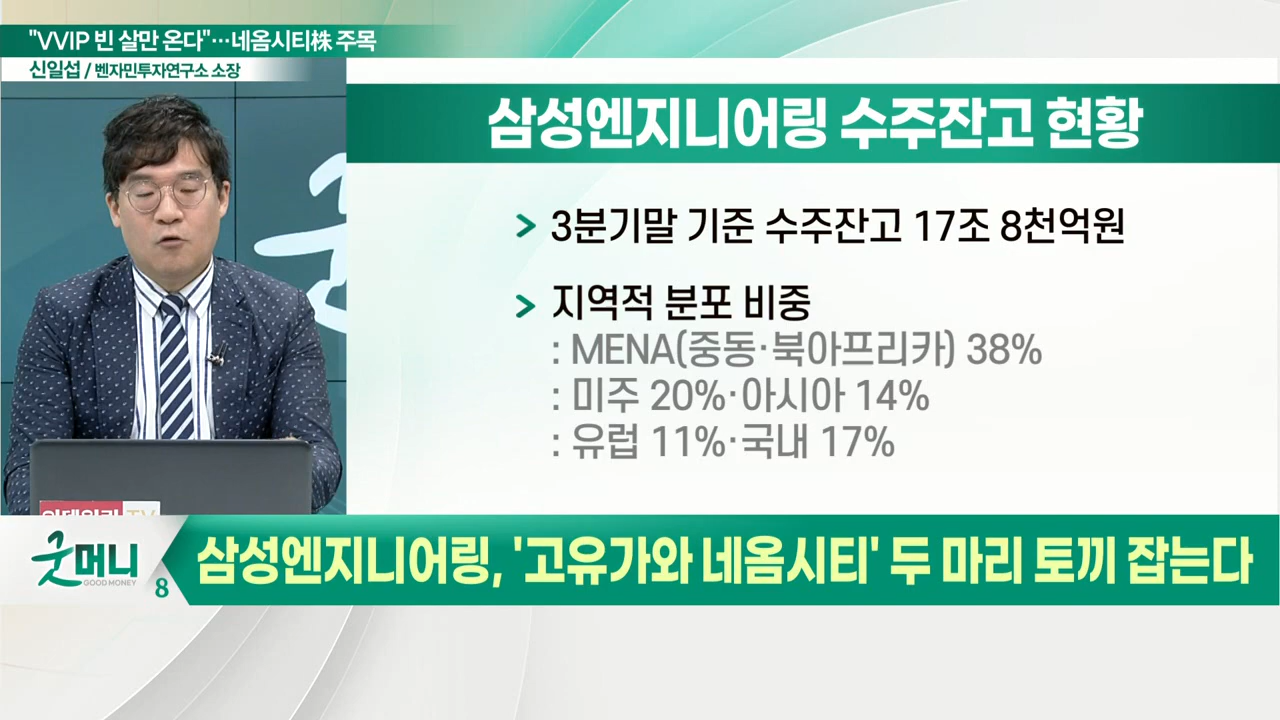 "VVIP 빈 살만 온다"…네옴시티株 주목
신일섭 / 벤자민투자연구소 소장
삼성엔지니어링 수주잔고 현황
> 3분기말 기준 수주잔고 17조 8천억원
> 지역적 분포 비중
: MENA(중동·북아프리카) 38%
: 미주 20%·아시아 14%
: 유럽 11%·국내 17%
굿머니
GOOD MONEY
8
삼성엔지니어링, '고유가와 네옴시티' 두 마리 토끼 잡는다